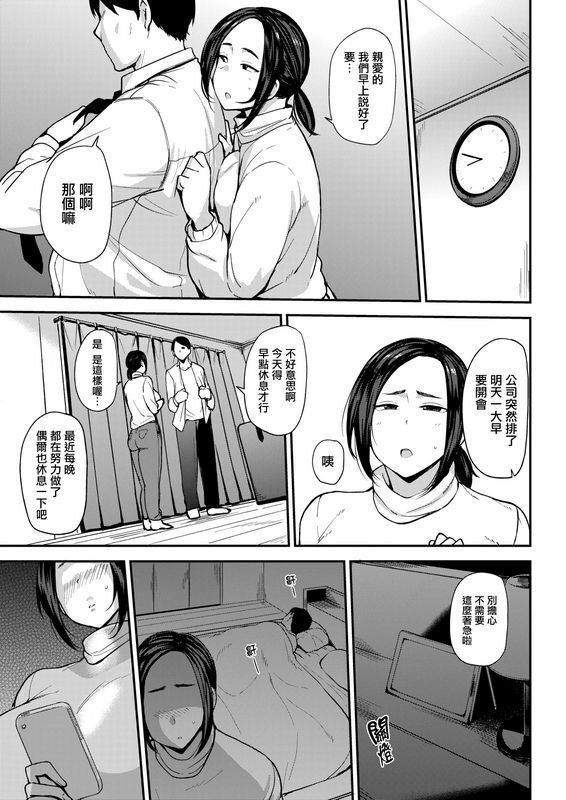 親愛的
我們早上説好了
要…
啊啊
那個嘛
公司突然排了
明天一大早
要開會
咦
不好意思啊
今天得
早點休息才行
是 是這樣喔…
最近每晚
都在努力做了
偶爾也休息一下吧
別擔心
不需要
這麼著急啦
關燈
鼾—
鼾—